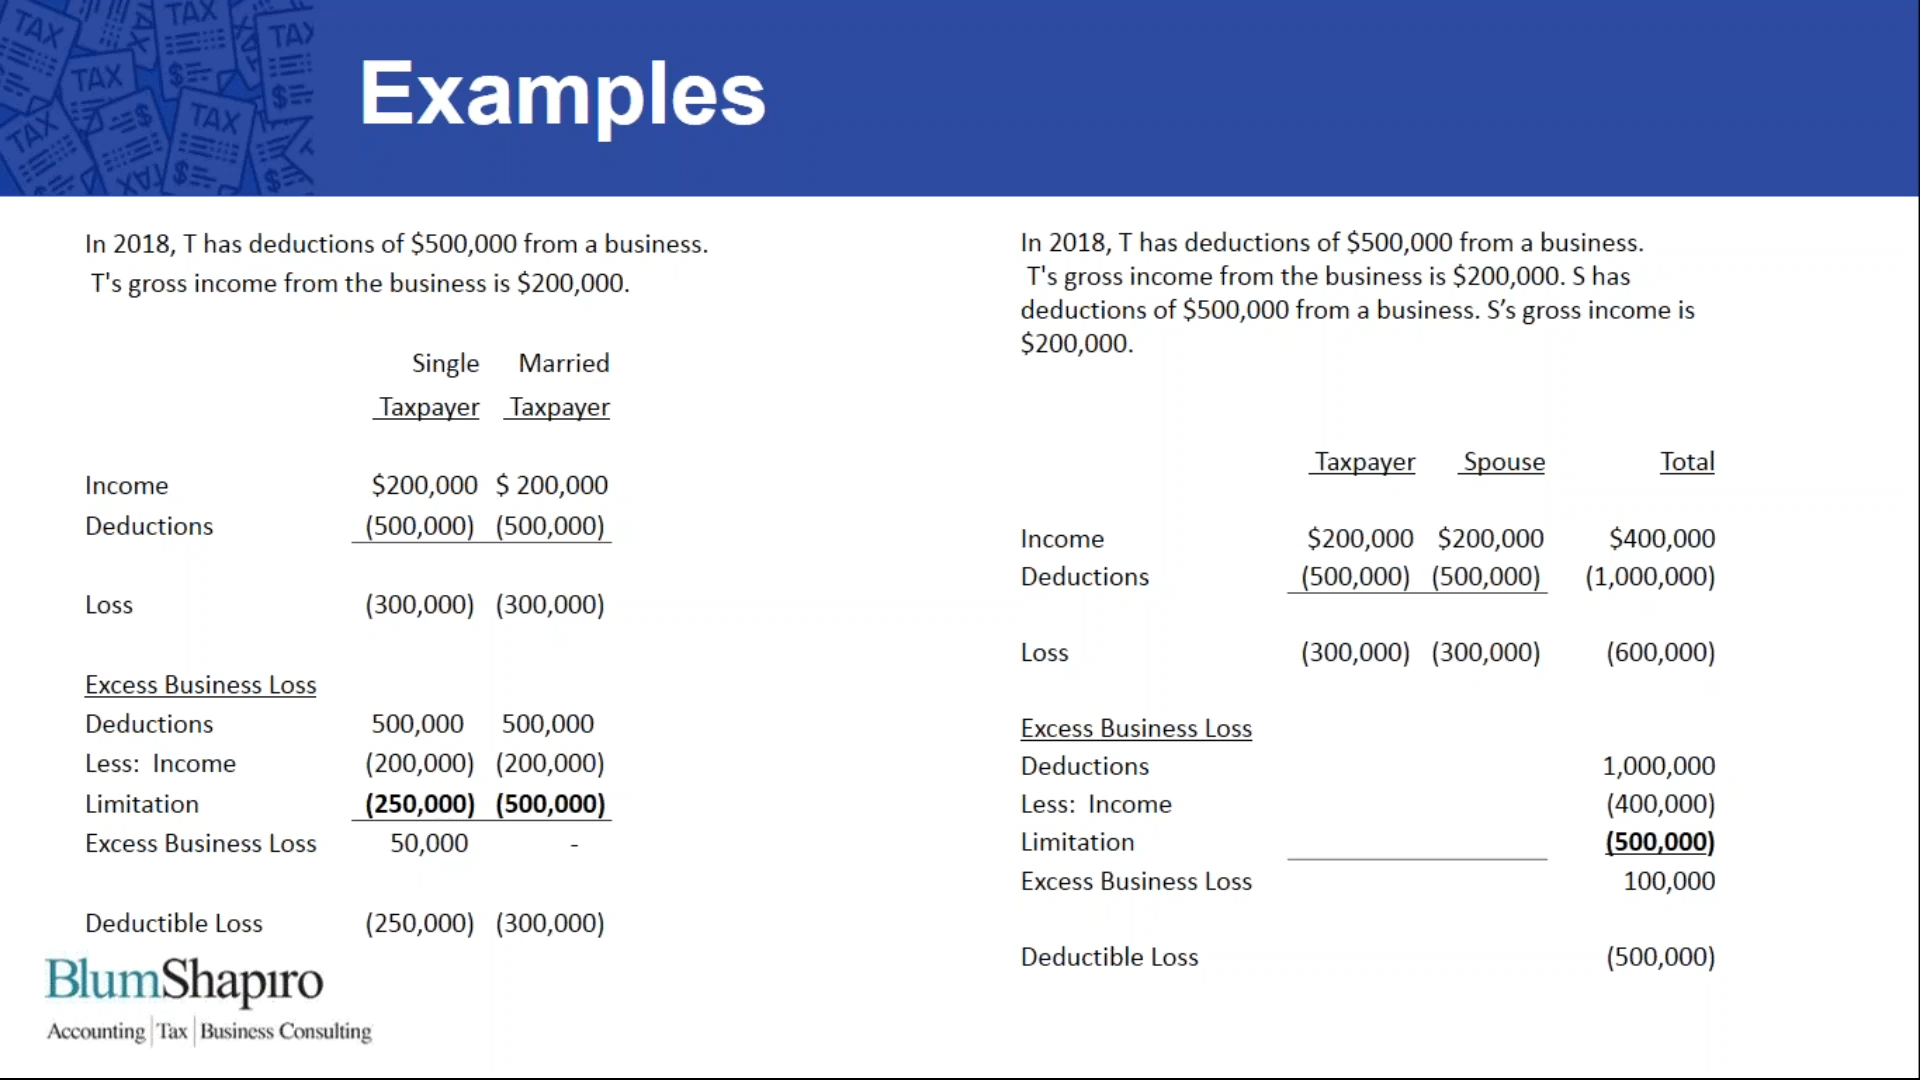 TAX
TAX
TAX
TAX
TAX
TAX
TAX
Examples
In 2018, T has deductions of $500,000 from a business.
T's gross income from the business is $200,000.
Single Married
Taxpayer Taxpayer
Income $200,000 $ 200,000
Deductions (500,000) (500,000)
Loss (300,000) (300,000)
Excess Business Loss
Deductions 500,000 500,000
Less: Income (200,000) (200,000)
Limitation (250,000) (500,000)
Excess Business Loss 50,000 -
Deductible Loss (250,000) (300,000)
In 2018, T has deductions of $500,000 from a business.
T's gross income from the business is $200,000. S has
deductions of $500,000 from a business. S’s gross income is
$200,000.
Taxpayer Spouse Total
Income $200,000 $200,000 $400,000
Deductions (500,000) (500,000) (1,000,000)
Loss (300,000) (300,000) (600,000)
Excess Business Loss
Deductions 1,000,000
Less: Income (400,000)
Limitation (500,000)
Excess Business Loss 100,000
Deductible Loss (500,000)
BlumShapiro
Accounting | Tax | Business Consulting